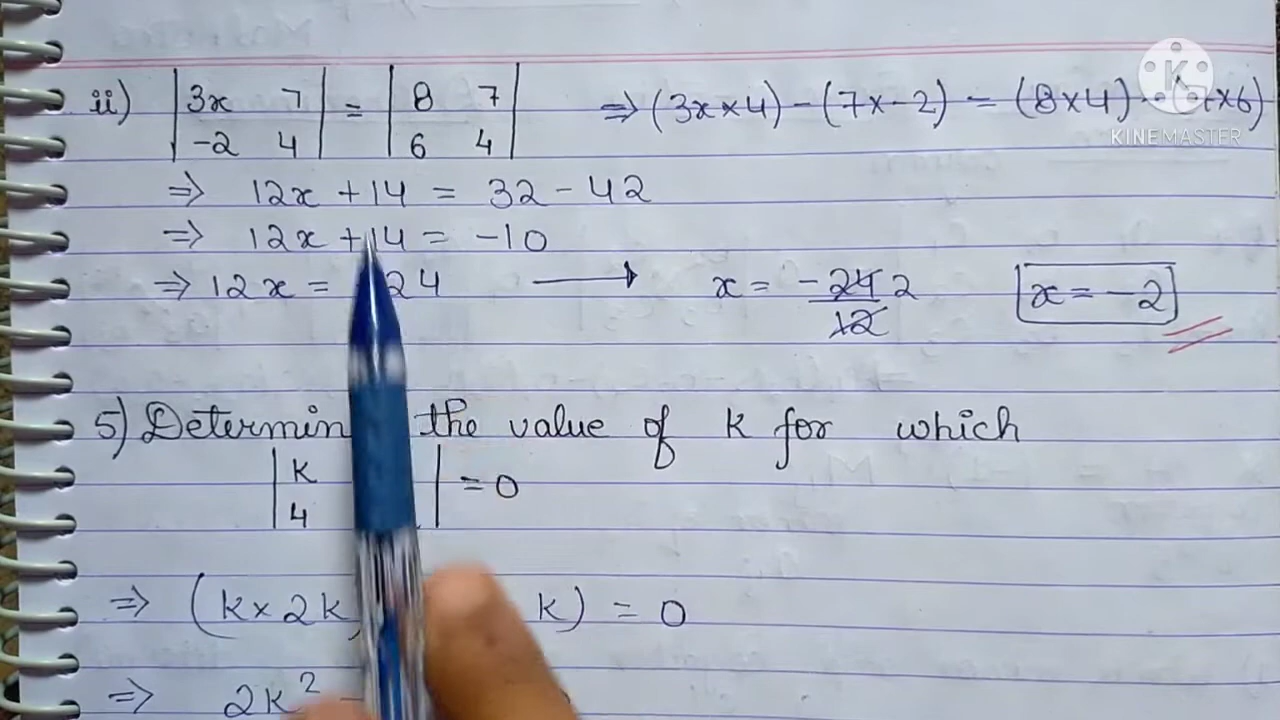 ii) | 3x 7 | = | 8 7 | ⇒ (3x×4) - (7×-2) = (8×4) ×6)
| -2 4 | | 6 4 |
⇒ 12x + 14 = 32 - 42
⇒ 12x + 14 = -10
⇒ 12x = 24 ⟶ x = -24 2 x = -2
12
5) Determin the value of k for which
| k | = 0
| 4 |
⇒ (k×2k k) = 0
⇒ 2k²
K
KINEMASTER